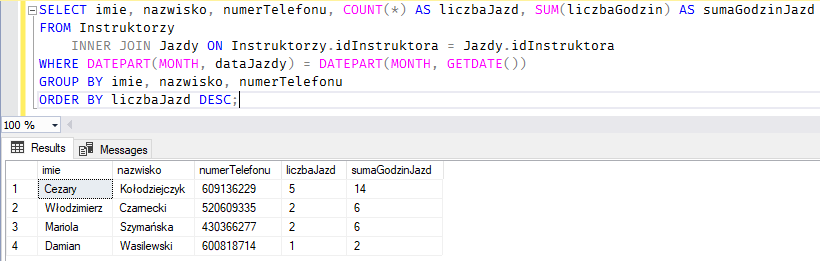 SELECT imie, nazwisko, numerTelefonu, COUNT(*) AS liczbaJazd, SUM(liczbaGodzin) AS sumaGodzinJazd
FROM Instruktorzy
INNER JOIN Jazdy ON Instruktorzy.idInstruktora = Jazdy.idInstruktora
WHERE DATEPART(MONTH, dataJazdy) = DATEPART(MONTH, GETDATE())
GROUP BY imie, nazwisko, numerTelefonu
ORDER BY liczbaJazd DESC;
100 %
Results Messages
imie nazwisko numerTelefonu liczbaJazd sumaGodzinJazd
1 Cezary Kołodziejczyk 609136229 5 14
2 Włodzimierz Czarnecki 520609335 2 6
3 Mariola Szymańska 430366277 2 6
4 Damian Wasilewski 600818714 1 2